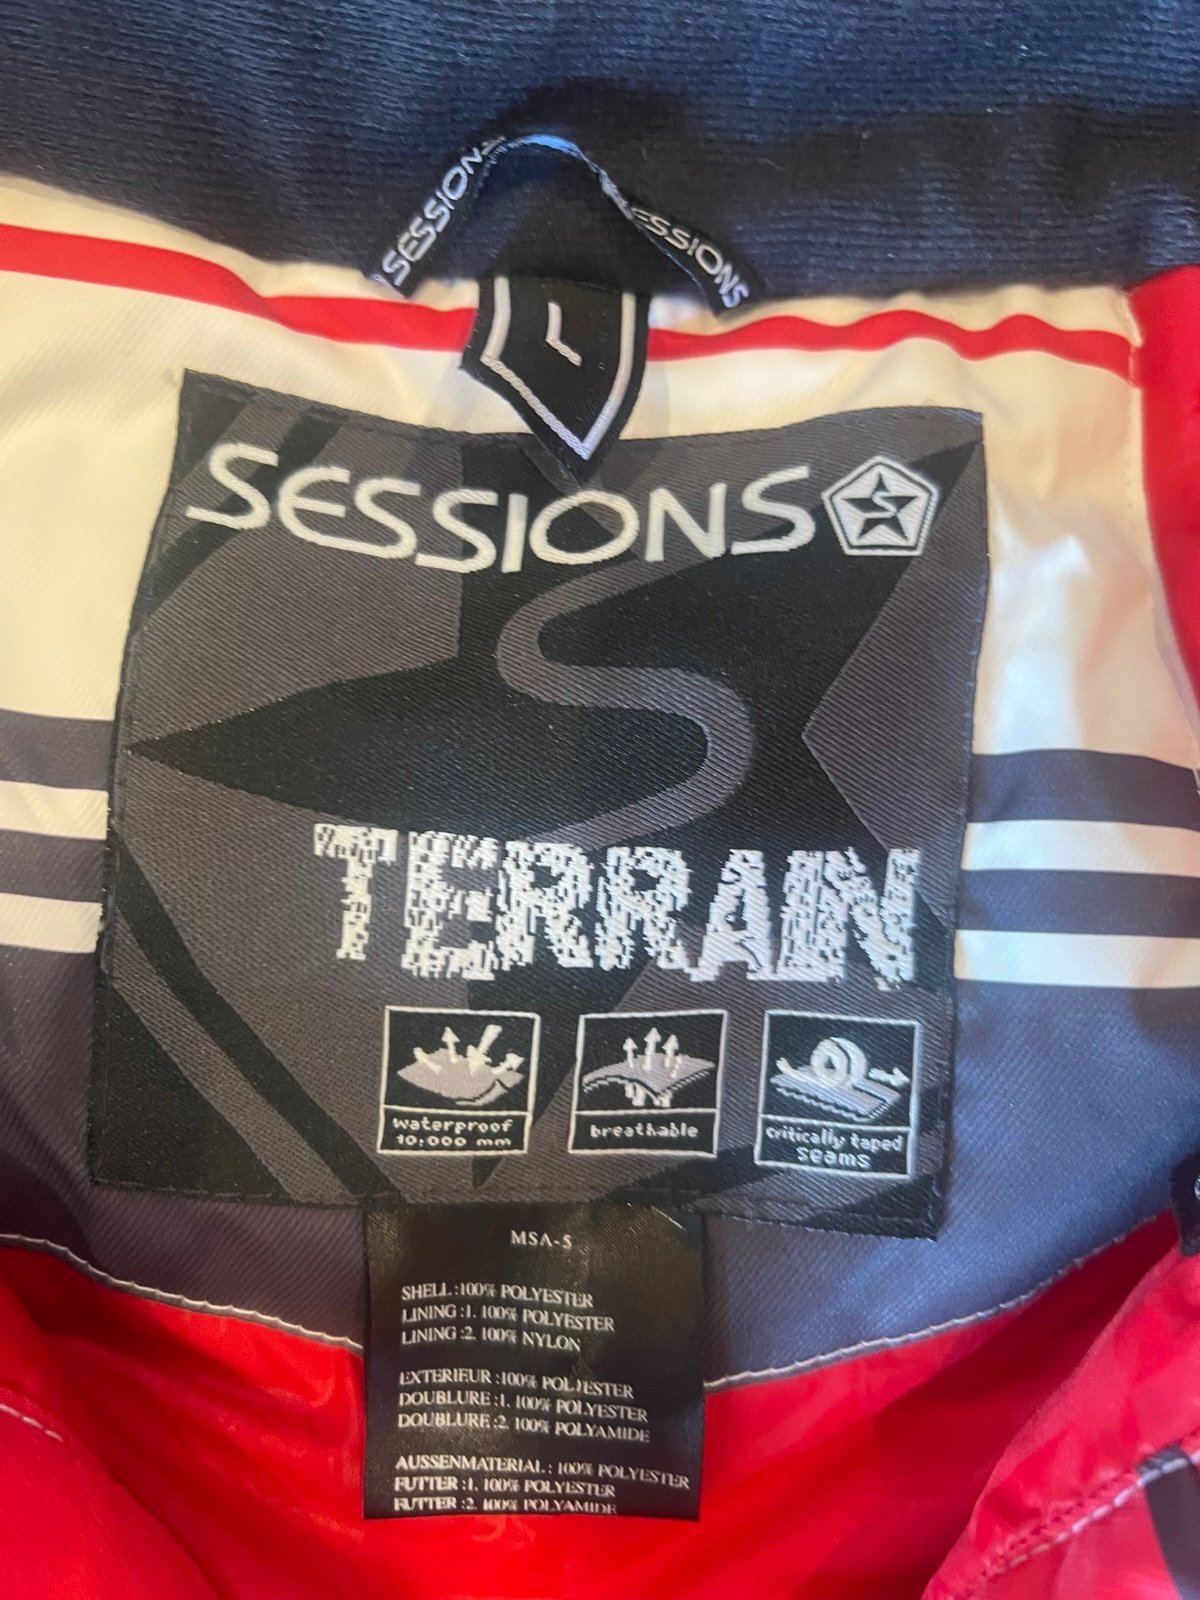 SESSIONS
SESSIONS
L
SESSIONS
TERRAIN
waterproof
10:000 mm
breathable
critically taped
seams
MSA-5
SHELL :100% POLYESTER
LINING :1. 100% POLYESTER
LINING :2. 100% NYLON
EXTERIEUR :100% POLYESTER
DOUBLURE :1. 100% POLYESTER
DOUBLURE :2. 100% POLYAMIDE
AUSSENMATERIAL : 100% POLYESTER
FUTTER :1. 100% POLYESTER
FUTTER :2. 100% POLYAMIDE